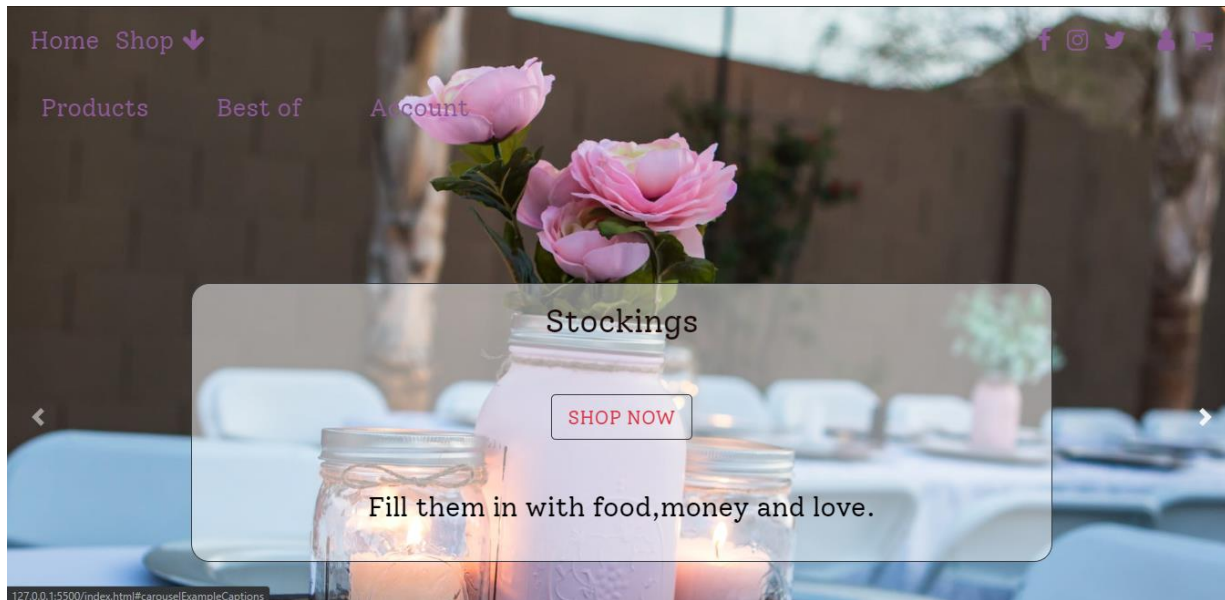 Home Shop
Products Best of Account
Stockings
SHOP NOW
Fill them in with food,money and love.
127.0.0.1:5500/index.html#carouselExampleCaptions